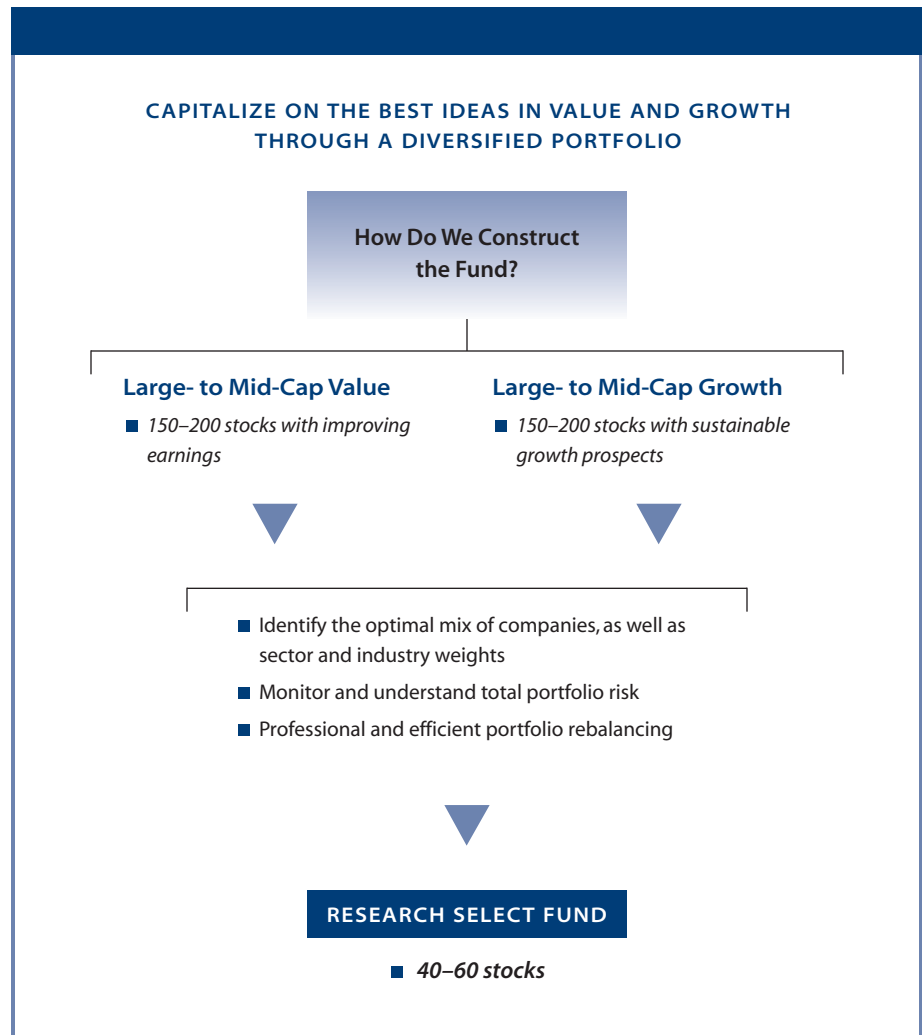 CAPITALIZE ON THE BEST IDEAS IN VALUE AND GROWTH
THROUGH A DIVERSIFIED PORTFOLIO
How Do We Construct
the Fund?
Large- to Mid-Cap Value
■ 150–200 stocks with improving
earnings
Large- to Mid-Cap Growth
■ 150–200 stocks with sustainable
growth prospects
■ Identify the optimal mix of companies, as well as
sector and industry weights
■ Monitor and understand total portfolio risk
■ Professional and efficient portfolio rebalancing
RESEARCH SELECT FUND
■ 40–60 stocks